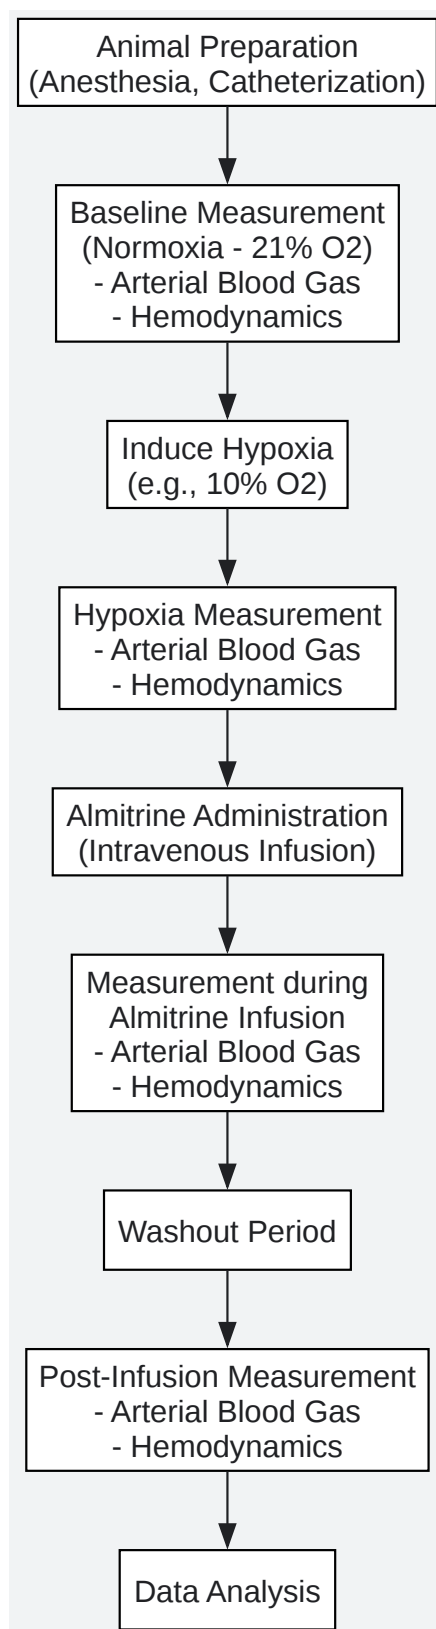 Animal Preparation
(Anesthesia, Catheterization)
Baseline Measurement
(Normoxia - 21% O2)
- Arterial Blood Gas
- Hemodynamics
Induce Hypoxia
(e.g., 10% O2)
Hypoxia Measurement
- Arterial Blood Gas
- Hemodynamics
Almitrine Administration
(Intravenous Infusion)
Measurement during
Almitrine Infusion
- Arterial Blood Gas
- Hemodynamics
Washout Period
Post-Infusion Measurement
- Arterial Blood Gas
- Hemodynamics
Data Analysis